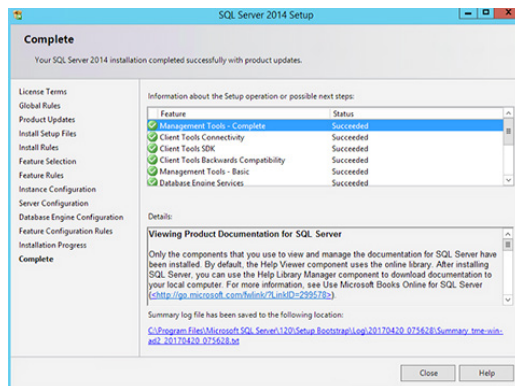 SQL Server 2014 Setup
Complete
Your SQL Server 2014 installation completed successfully with product updates.
License Terms
Global Rules
Product Updates
Install Setup Files
Install Rules
Feature Selection
Feature Rules
Instance Configuration
Server Configuration
Database Engine Configuration
Feature Configuration Rules
Installation Progress
Complete
Information about the Setup operation or possible next steps:
Feature Status
Management Tools - Complete Succeeded
Client Tools Connectivity Succeeded
Client Tools SDK Succeeded
Client Tools Backwards Compatibility Succeeded
Management Tools - Basic Succeeded
Database Engine Services Succeeded
Details:
Viewing Product Documentation for SQL Server
Only the components that you use to view and manage the documentation for SQL Server have
been installed. By default, the Help Viewer component uses the online library. After installing
SQL Server, you can use the Help Library Manager component to download documentation to
your local computer. For more information, see Use Microsoft Books Online for SQL Server
(<http://go.microsoft.com/fwlink/?LinkID=299578>).
Summary log file has been saved to the following location:
C:\Program Files\Microsoft SQL Server\120\Setup Bootstrap\Log\20170420_075628\Summary_tme-win-
ad2_20170420_075628.txt
Close Help